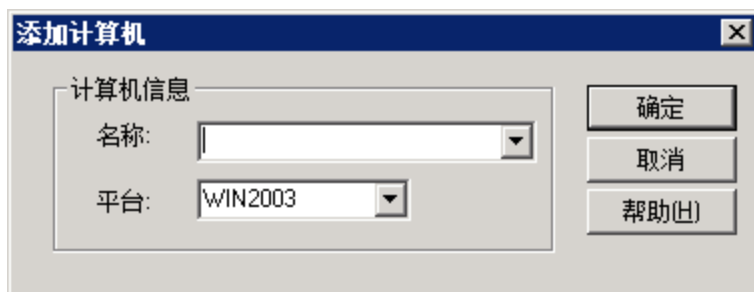 添加计算机
计算机信息
名称:
平台: WIN2003
确定
取消
帮助(H)